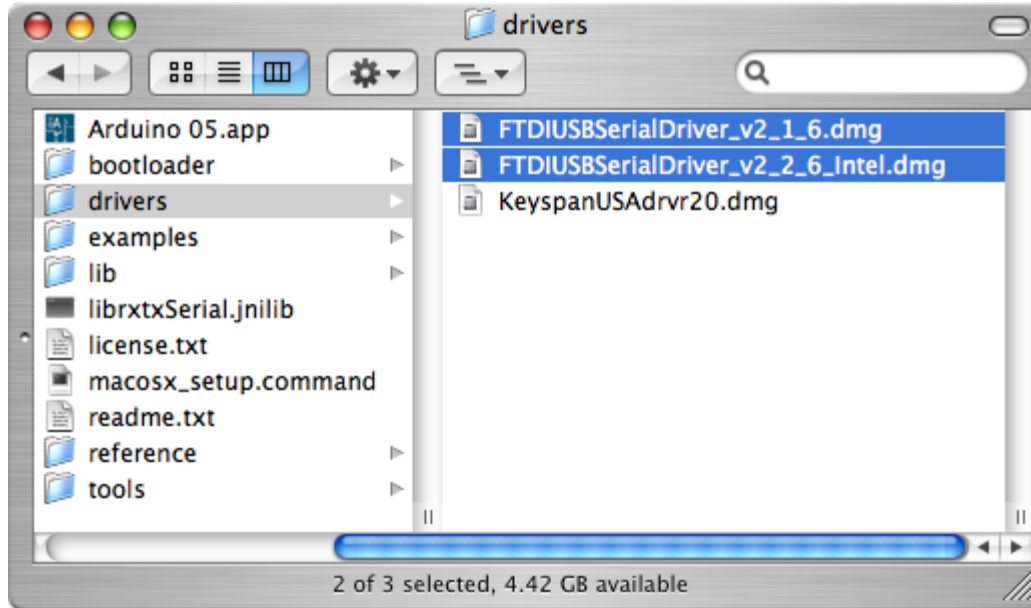 drivers
Arduino 05.app
bootloader
drivers
examples
lib
librxtxSerial.jnilib
license.txt
macosx_setup.command
readme.txt
reference
tools
FTDIUSBSerialDriver_v2_1_6.dmg
FTDIUSBSerialDriver_v2_2_6_Intel.dmg
KeyspanUSAdrvr20.dmg
2 of 3 selected, 4.42 GB available